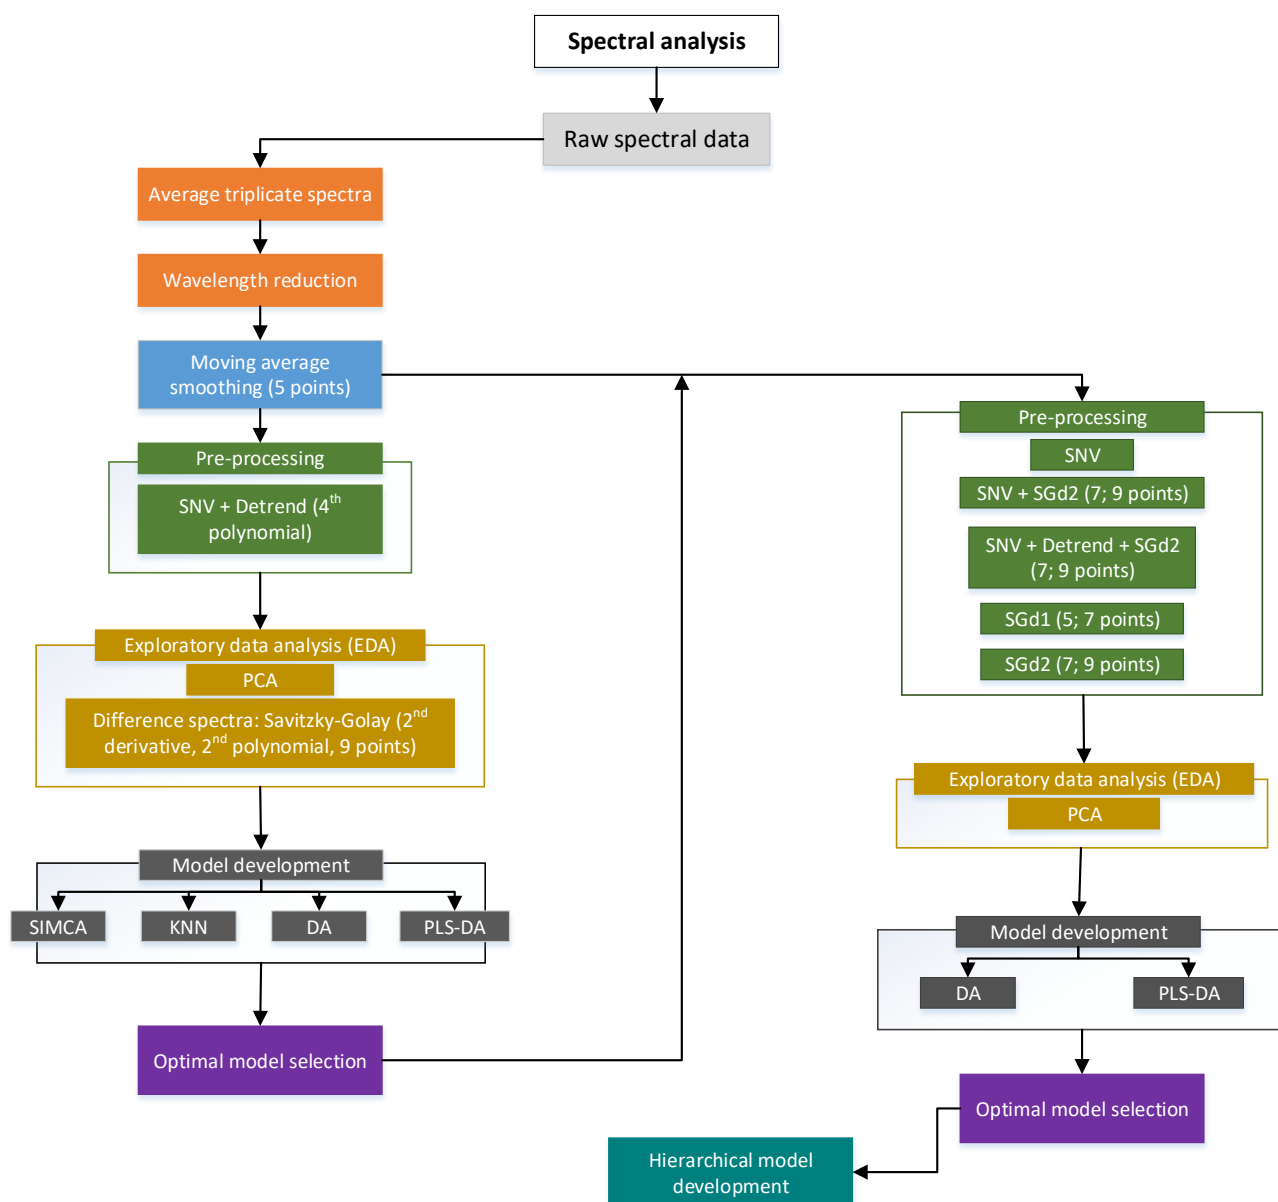 Spectral analysis
Raw spectral data
Average triplicate spectra
Wavelength reduction
Moving average
smoothing (5 points)
Pre-processing
SNV + Detrend (4th
polynomial)
Exploratory data analysis (EDA)
PCA
Difference spectra: Savitzky-Golay (2nd
derivative, 2nd polynomial, 9 points)
Model development
SIMCA
KNN
DA
PLS-DA
Optimal model selection
Pre-processing
SNV
SNV + SGd2 (7; 9 points)
SNV + Detrend + SGd2
(7; 9 points)
SGd1 (5; 7 points)
SGd2 (7; 9 points)
Exploratory data analysis (EDA)
PCA
Model development
DA
PLS-DA
Optimal model selection
Hierarchical model
development